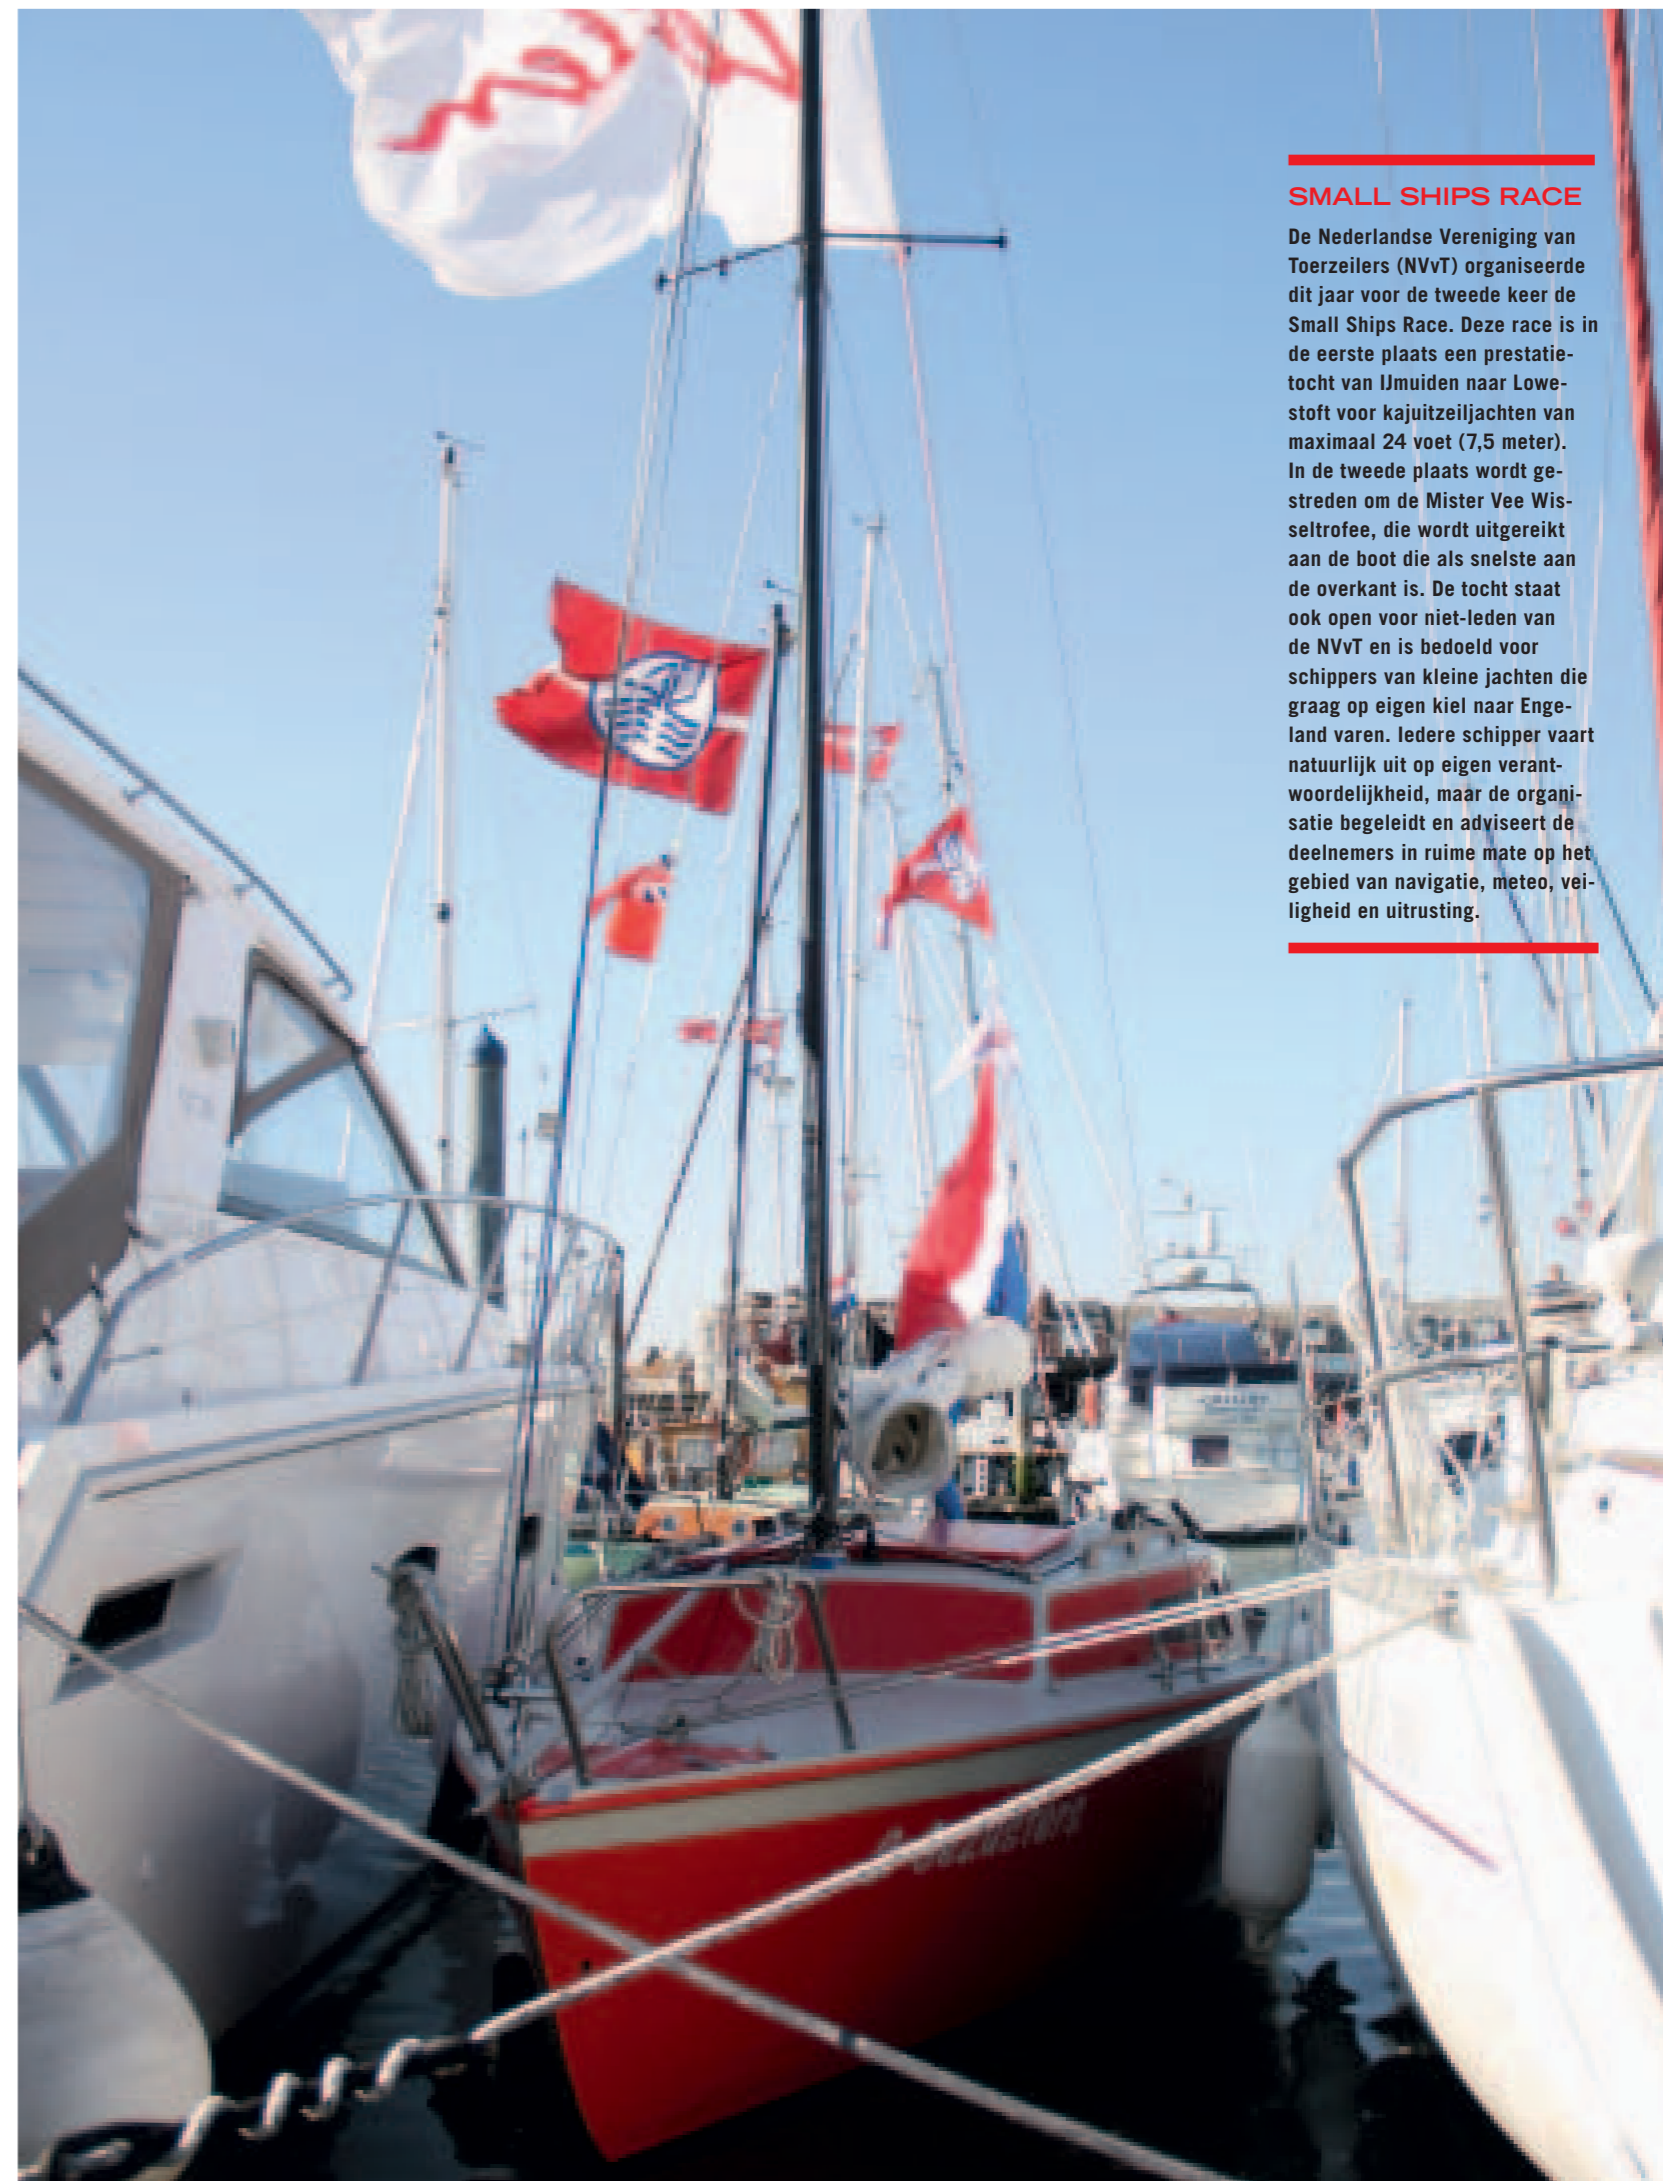 SMALL SHIPS RACE
De Nederlandse Vereniging van
Toerzeilers (NVvT) organiseerde
dit jaar voor de tweede keer de
Small Ships Race. Deze race is in
de eerste plaats een prestatie-
tocht van IJmuiden naar Lowe-
stoft voor kajuitzeiljachten van
maximaal 24 voet (7,5 meter).
In de tweede plaats wordt ge-
streden om de Mister Vee Wis-
seltrofee, die wordt uitgereikt
aan de boot die als snelste aan
de overkant is. De tocht staat
ook open voor niet-leden van
de NVvT en is bedoeld voor
schippers van kleine jachten die
graag op eigen kiel naar Enge-
land varen. Iedere schipper vaart
natuurlijk uit op eigen verant-
woordelijkheid, maar de organi-
satie begeleidt en adviseert de
deelnemers in ruime mate op het
gebied van navigatie, meteo, vei-
ligheid en uitrusting.